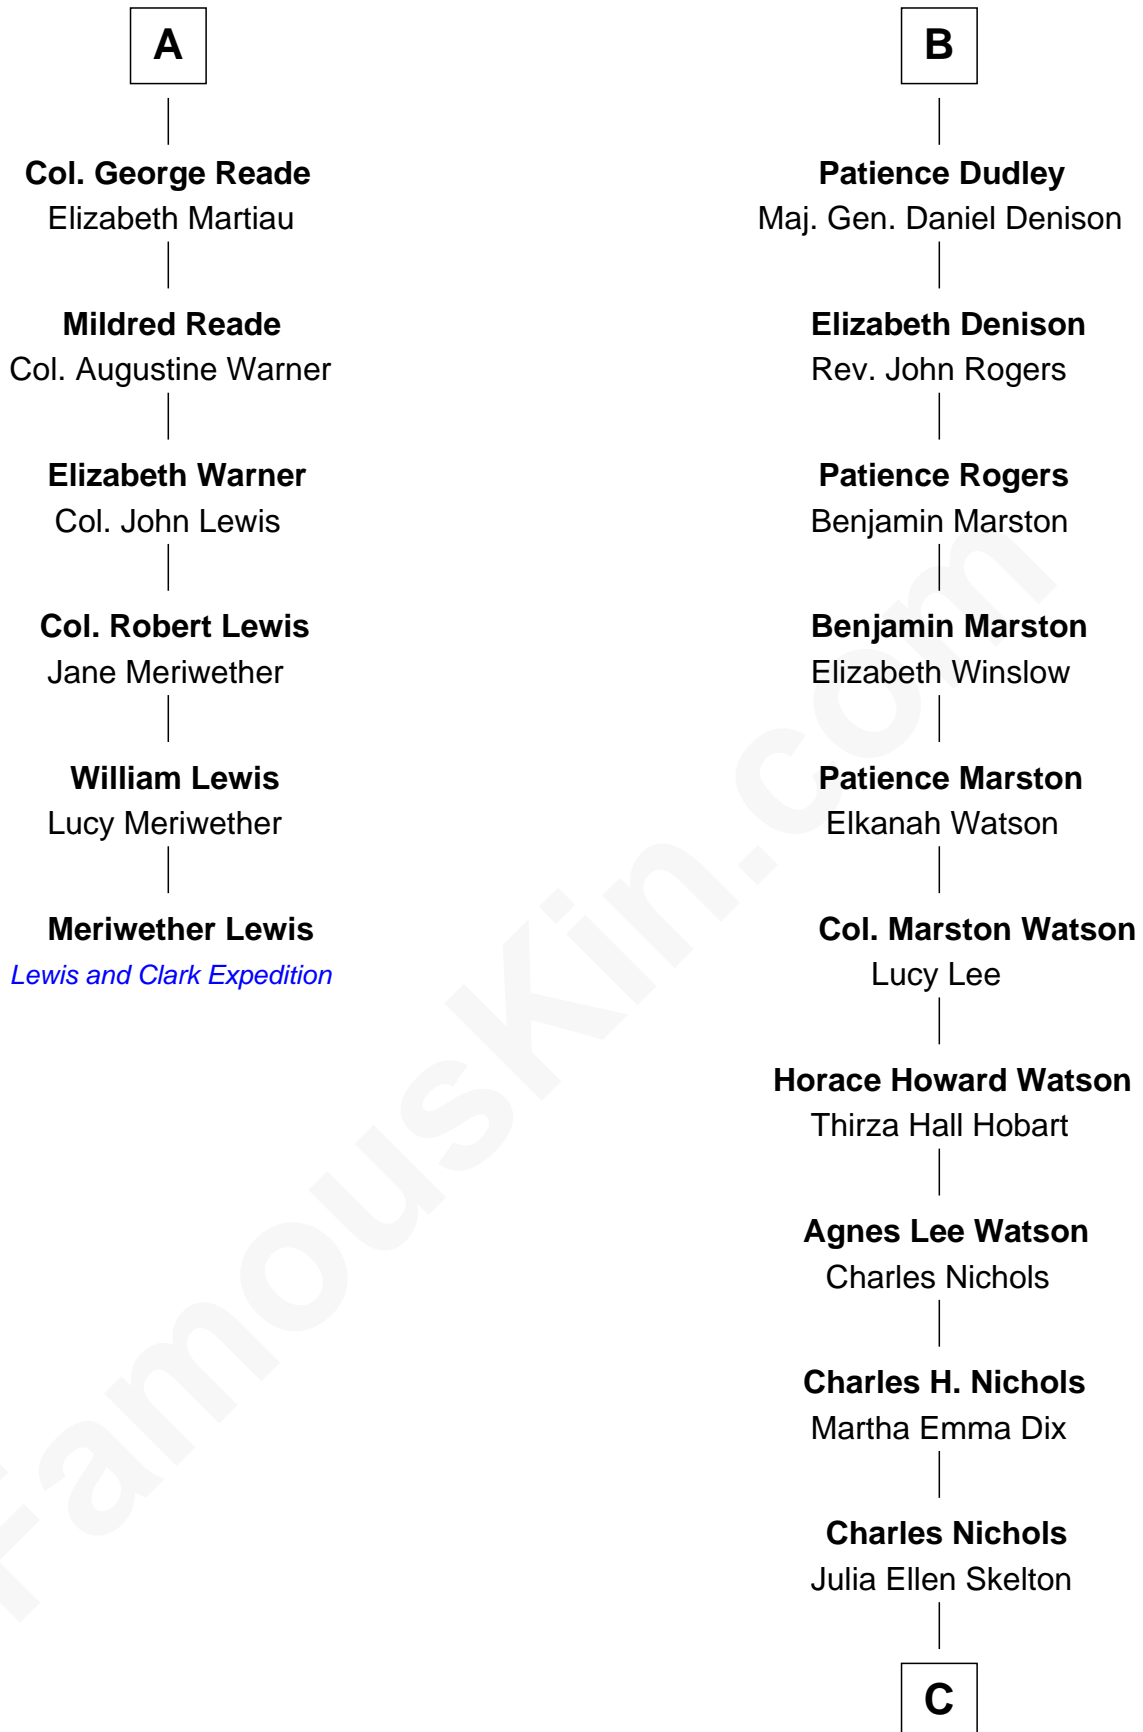 A
Col. George Reade
Elizabeth Martiau
Mildred Reade
Col. Augustine Warner
Elizabeth Warner
Col. John Lewis
Col. Robert Lewis
Jane Meriwether
William Lewis
Lucy Meriwether
Meriwether Lewis
Lewis and Clark Expedition
B
Patience Dudley
Maj. Gen. Daniel Denison
Elizabeth Denison
Rev. John Rogers
Patience Rogers
Benjamin Marston
Benjamin Marston
Elizabeth Winslow
Patience Marston
Elkanah Watson
Col. Marston Watson
Lucy Lee
Horace Howard Watson
Thirza Hall Hobart
Agnes Lee Watson
Charles Nichols
Charles H. Nichols
Martha Emma Dix
Charles Nichols
Julia Ellen Skelton
C
FamousKin.com